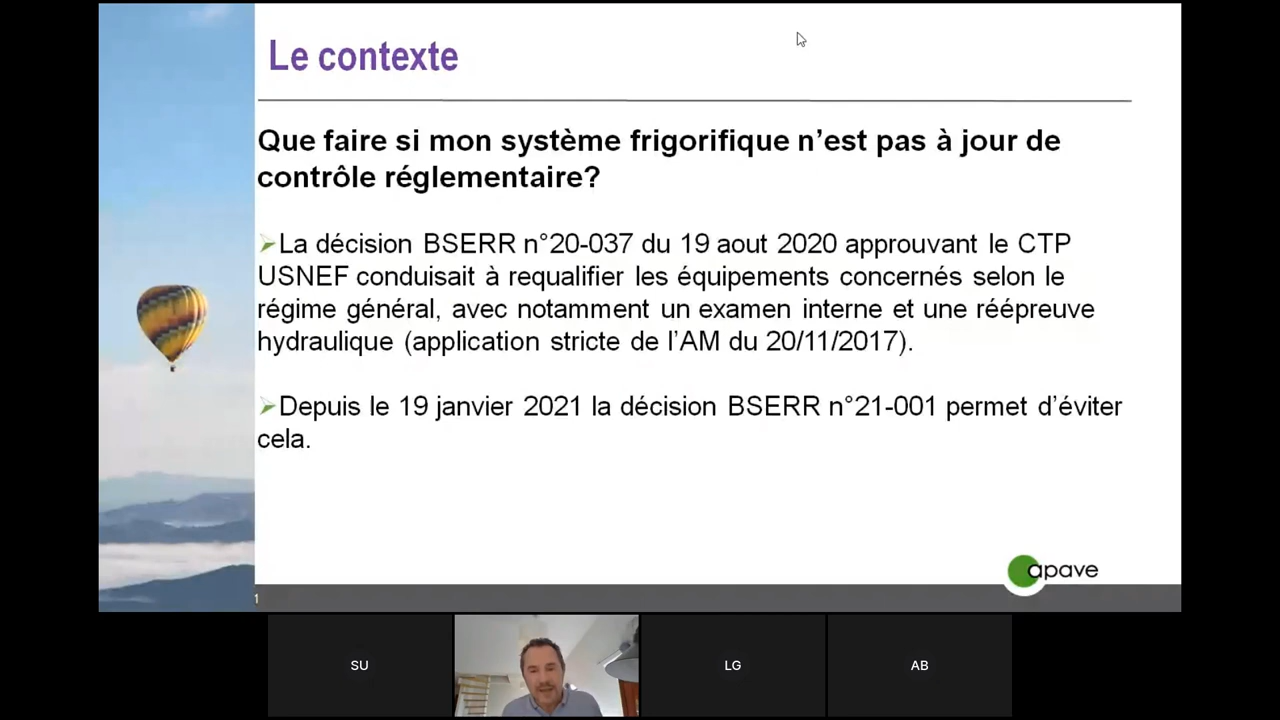 Le contexte
Que faire si mon système frigorifique n’est pas à jour de
contrôle réglementaire?
La décision BSERR n°20-037 du 19 aout 2020 approuvant le CTP
USNEF conduisait à requalifier les équipements concernés selon le
régime général, avec notamment un examen interne et une réépreuve
hydraulique (application stricte de l’AM du 20/11/2017).
Depuis le 19 janvier 2021 la décision BSERR n°21-001 permet d’éviter
cela.
apave
1
SU
LG
AB